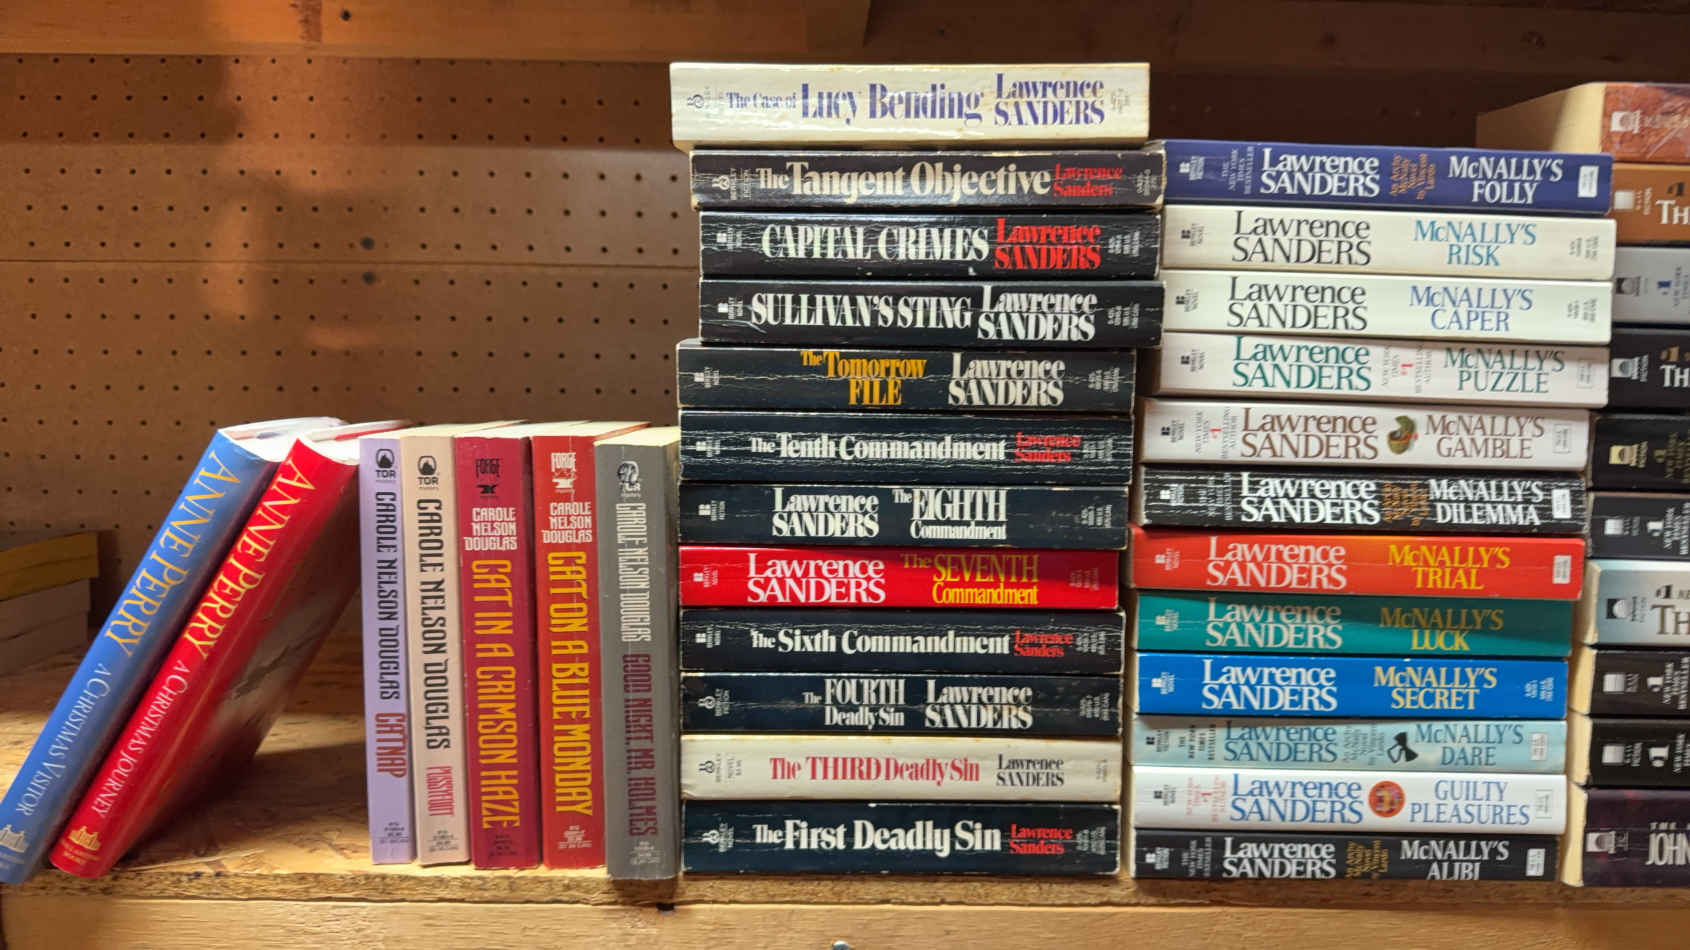 ANNE PERRY
A CHRISTMAS VISITOR
ANNE PERRY
A CHRISTMAS JOURNEY
TOR
CAROLE NELSON DOUGLAS
CATNAP
TOR
CAROLE NELSON DOUGLAS
PUSSYFOOT
FORGE
CAROLE
NELSON
DOUGLAS
CAT IN A CRIMSON HAZE
FORGE
CAROLE
NELSON
DOUGLAS
CAT ON A BLUE MONDAY
CAROLE NELSON DOUGLAS
GOOD NIGHT, MR. HOLMES
The Case of Lucy Bending
Lawrence
SANDERS
The Tangent Objective
Lawrence
Sanders
CAPITAL CRIMES
Lawrence
SANDERS
SULLIVAN'S STING
Lawrence
SANDERS
The Tomorrow
FILE
Lawrence
SANDERS
The Tenth Commandment
Lawrence
Sanders
Lawrence
SANDERS
The EIGHTH
Commandment
Lawrence
SANDERS
The SEVENTH
Commandment
The Sixth Commandment
Lawrence
Sanders
The FOURTH
Deadly Sin
Lawrence
SANDERS
The THIRD Deadly Sin
Lawrence
SANDERS
The First Deadly Sin
Lawrence
Sanders
Lawrence
SANDERS
McNALLY'S
FOLLY
Lawrence
SANDERS
McNALLY'S
RISK
Lawrence
SANDERS
McNALLY'S
CAPER
Lawrence
SANDERS
McNALLY'S
PUZZLE
Lawrence
SANDERS
McNALLY'S
GAMBLE
Lawrence
SANDERS
McNALLY'S
DILEMMA
Lawrence
SANDERS
McNALLY'S
TRIAL
Lawrence
SANDERS
McNALLY'S
LUCK
Lawrence
SANDERS
McNALLY'S
SECRET
Lawrence
SANDERS
McNALLY'S
DARE
Lawrence
SANDERS
GUILTY
PLEASURES
Lawrence
SANDERS
McNALLY'S
ALIBI
#1
#1
#1
#1
JOHN